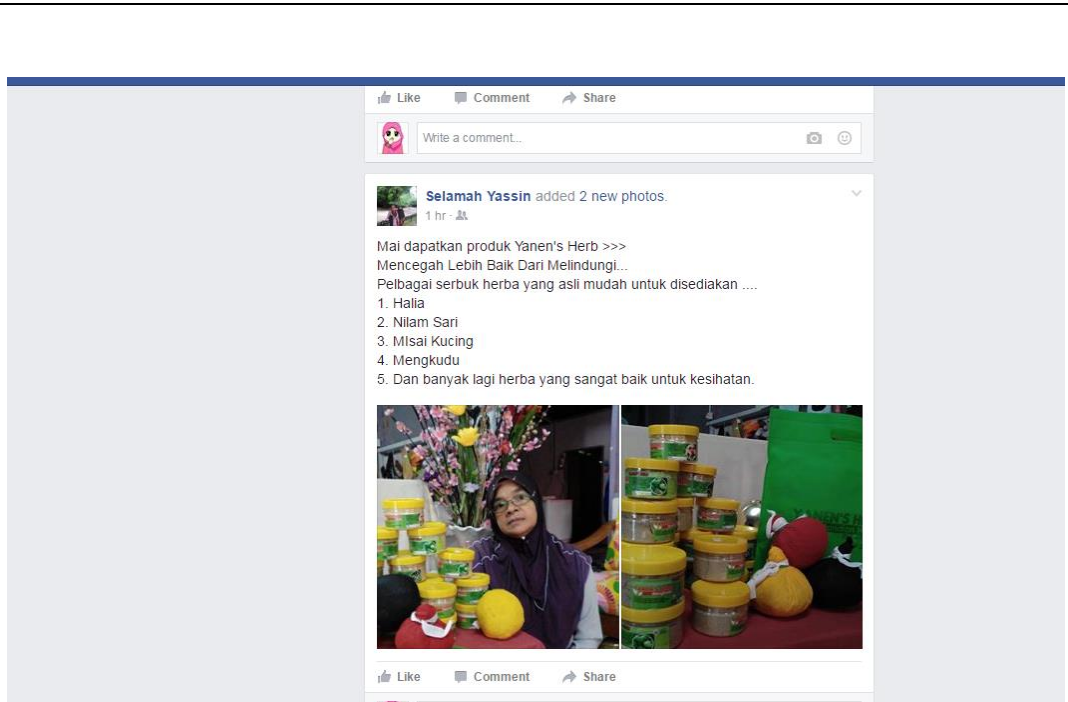 Like Comment Share
Write a comment...
Selamah Yassin added 2 new photos.
1 hr ·
Mai dapatkan produk Yanen's Herb >>>
Mencegah Lebih Baik Dari Melindungi...
Pelbagai serbuk herba yang asli mudah untuk disediakan ....
1. Halia
2. Nilam Sari
3. MIsai Kucing
4. Mengkudu
5. Dan banyak lagi herba yang sangat baik untuk kesihatan.
YANEN'S H
Like Comment Share